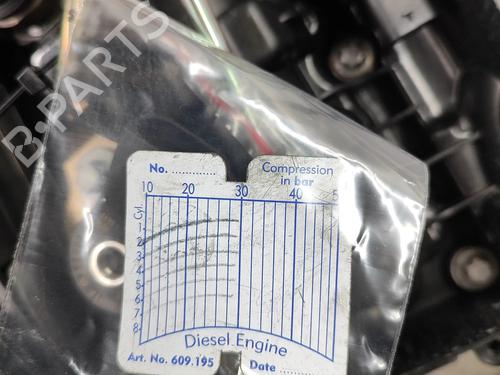 B-PARTS
No. ..............
Compression
in bar
10 20 30 40 5
Cyl.
1
2
3
4
5
6
7
8
Diesel Engine
Art. No. 609.195
Date